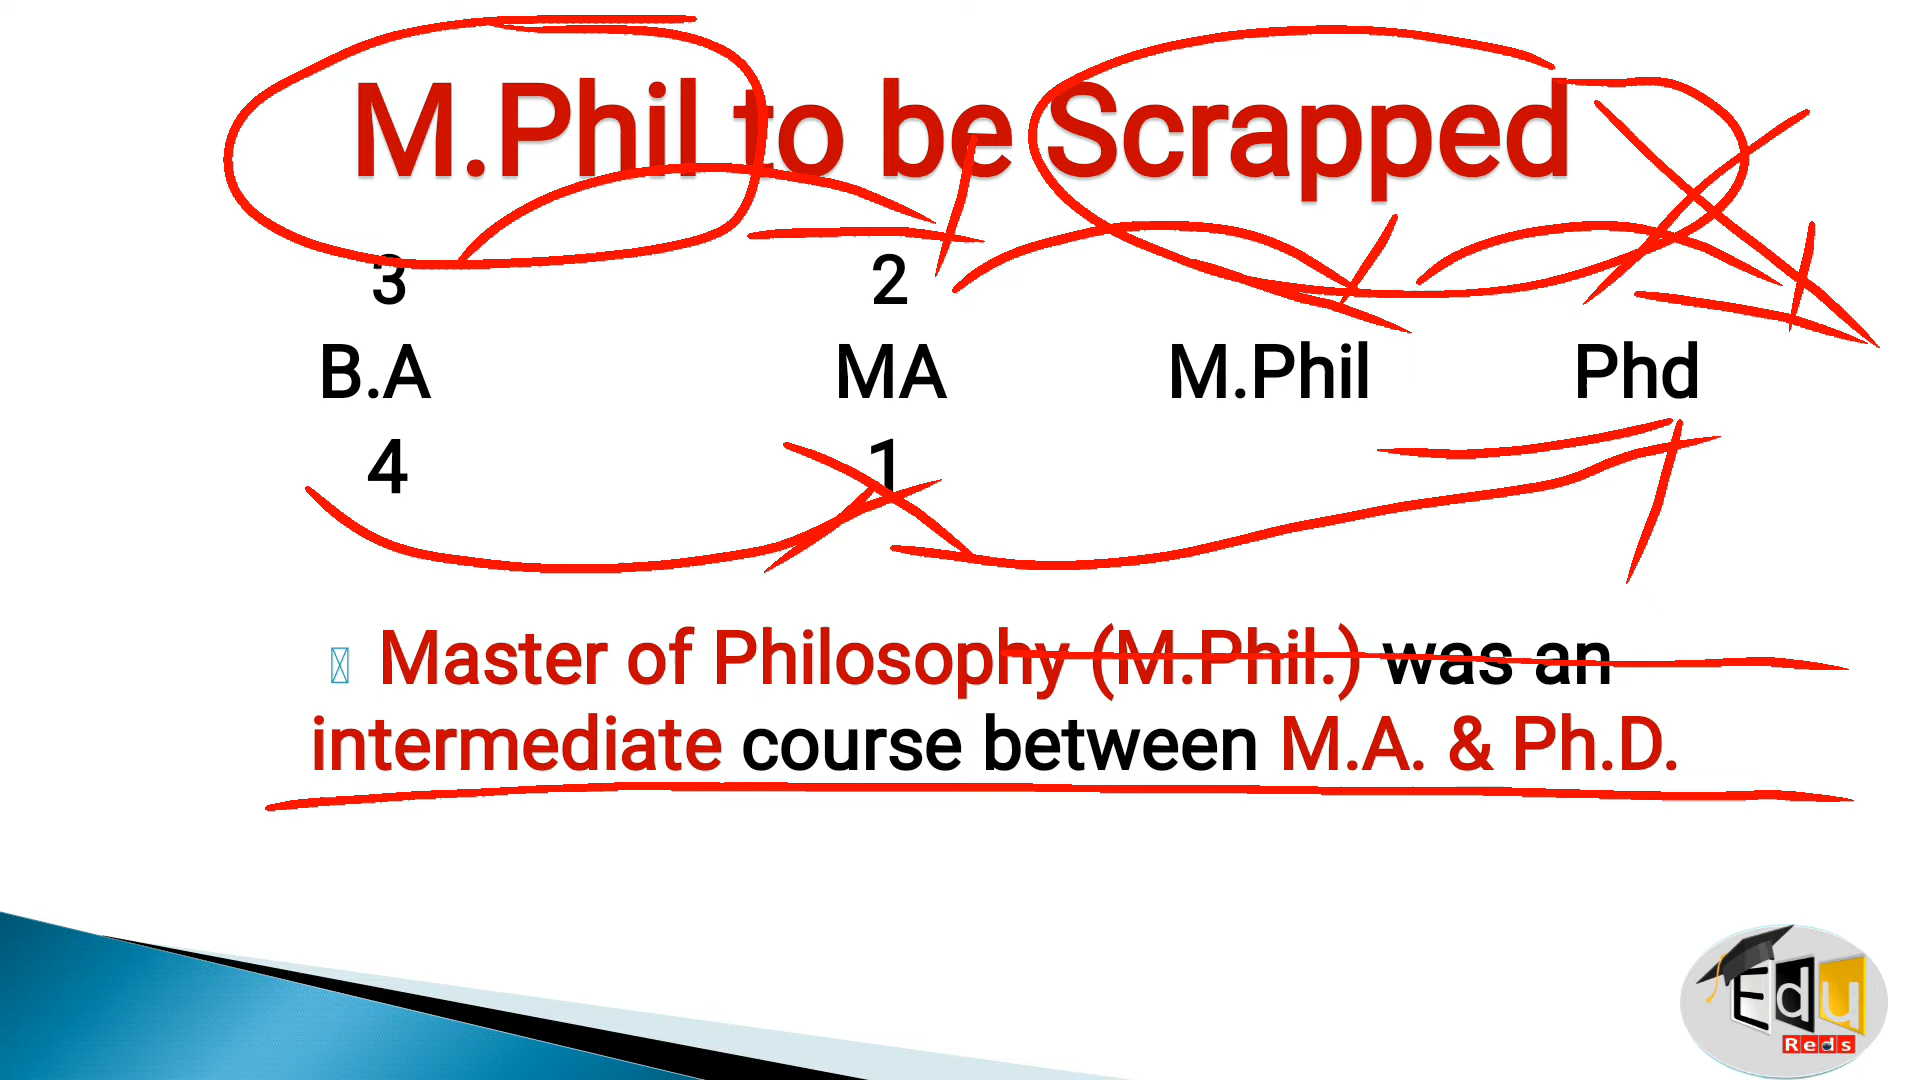 M.Phil to be Scrapped
3 2
B.A MA M.Phil Phd
4 1
Master of Philosophy (M.Phil.) was an
intermediate course between M.A. & Ph.D.
Edu
Reds